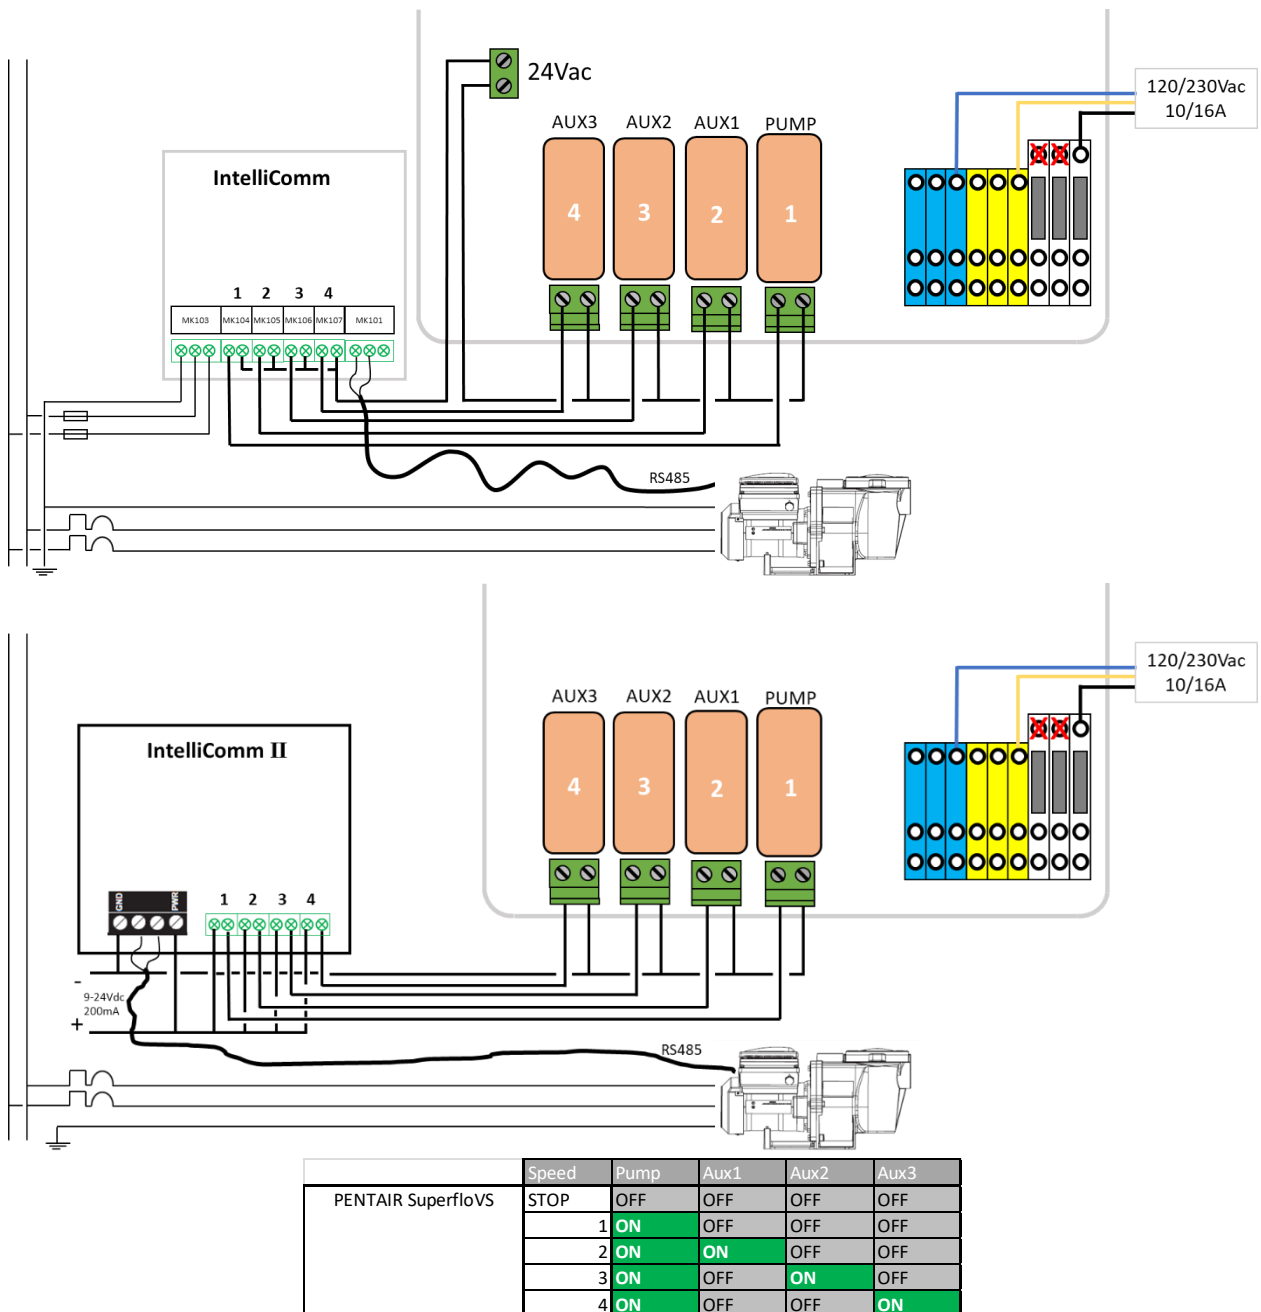 24Vac
120/230Vac
10/16A
AUX3 AUX2 AUX1 PUMP
IntelliComm
4 3 2 1
1 2 3 4
MK103 MK104 MK105 MK106 MK107 MK101
RS485
120/230Vac
10/16A
AUX3 AUX2 AUX1 PUMP
IntelliComm II
4 3 2 1
GND PWR
1 2 3 4
-
9-24Vdc
200mA
+
RS485
Speed Pump Aux1 Aux2 Aux3
PENTAIR SuperfloVS STOP OFF OFF OFF OFF
1 ON OFF OFF OFF
2 ON ON OFF OFF
3 ON OFF ON OFF
4 ON OFF OFF ON